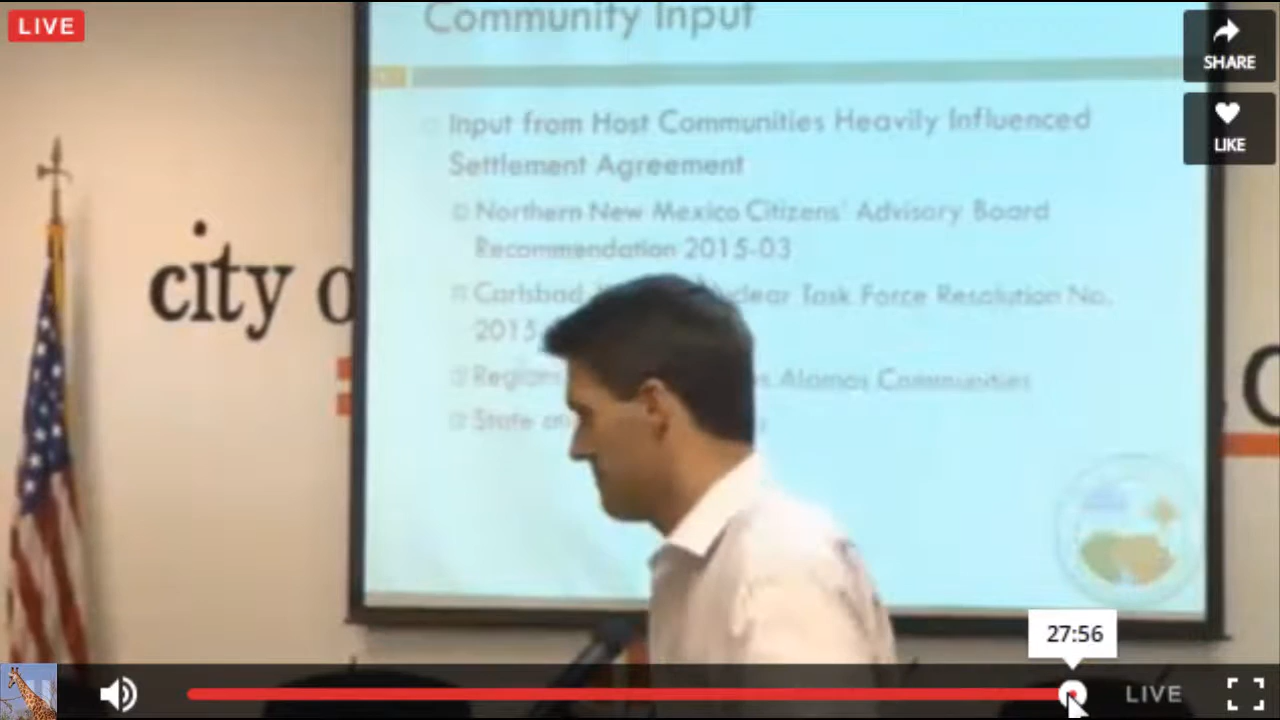 LIVE
Community Input
SHARE
Input from Host Communities Heavily Influenced
Settlement Agreement
LIKE
Northern New Mexico Citizens' Advisory Board
Recommendation 2015-03
city o
Carlsbad Nuclear Task Force Resolution No.
2015
Alamos Communities
State
27:56
LIVE